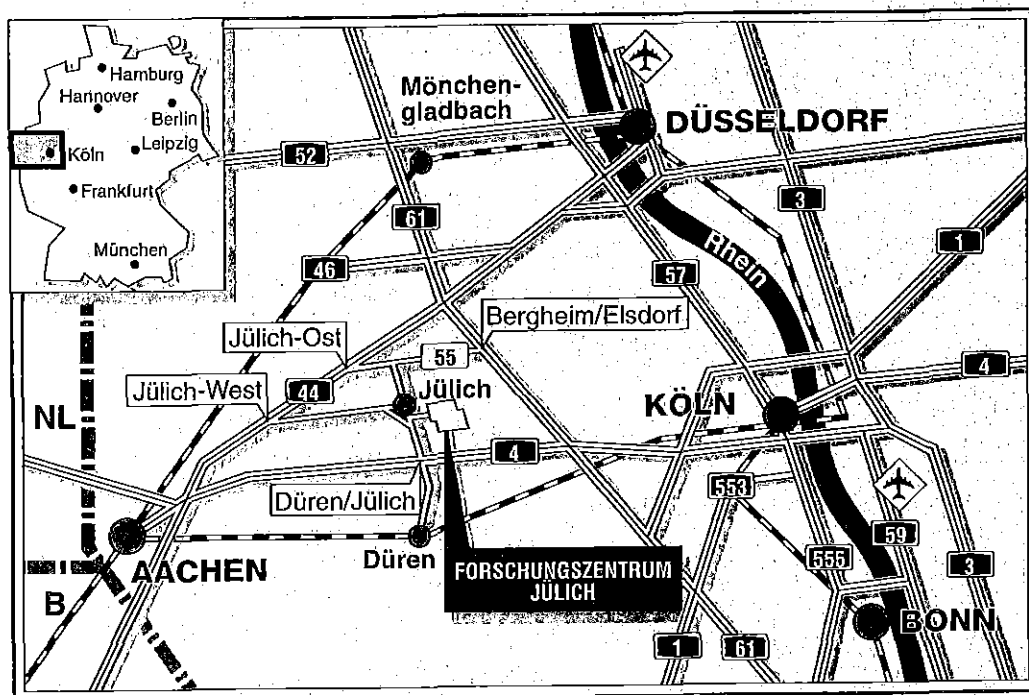 Hamburg
Hannover
Berlin
Köln
Leipzig
Frankfurt
München
Mönchen-
gladbach
DÜSSELDORF
52
61
3
1
46
57
Rhein
Bergheim/Elsdorf
Jülich-Ost
55
4
Jülich-West
44
Jülich
NL
KÖLN
4
Düren/Jülich
553
AACHEN
Düren
555
59
3
B
FORSCHUNGSZENTRUM
JÜLICH
BONN
1
61